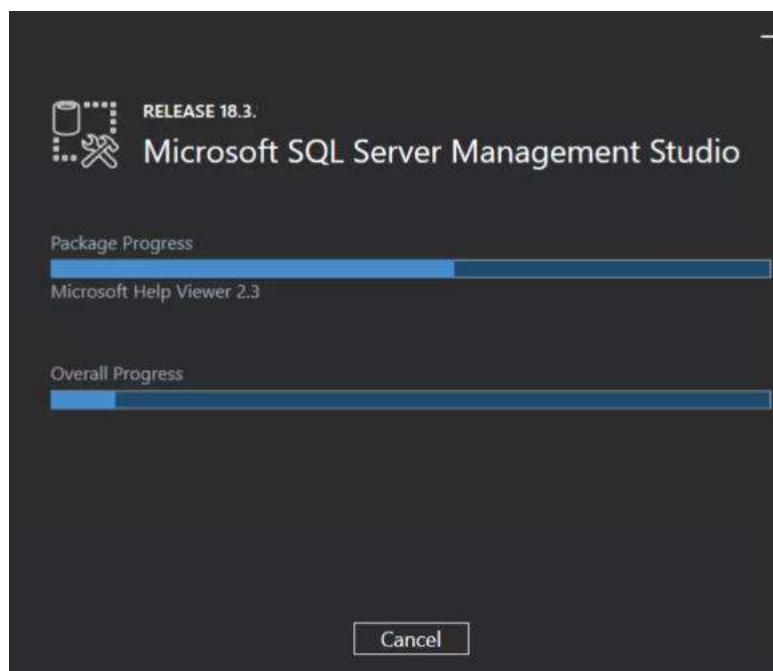 RELEASE 18.3.
Microsoft SQL Server Management Studio
Package Progress
Microsoft Help Viewer 2.3
Overall Progress
Cancel